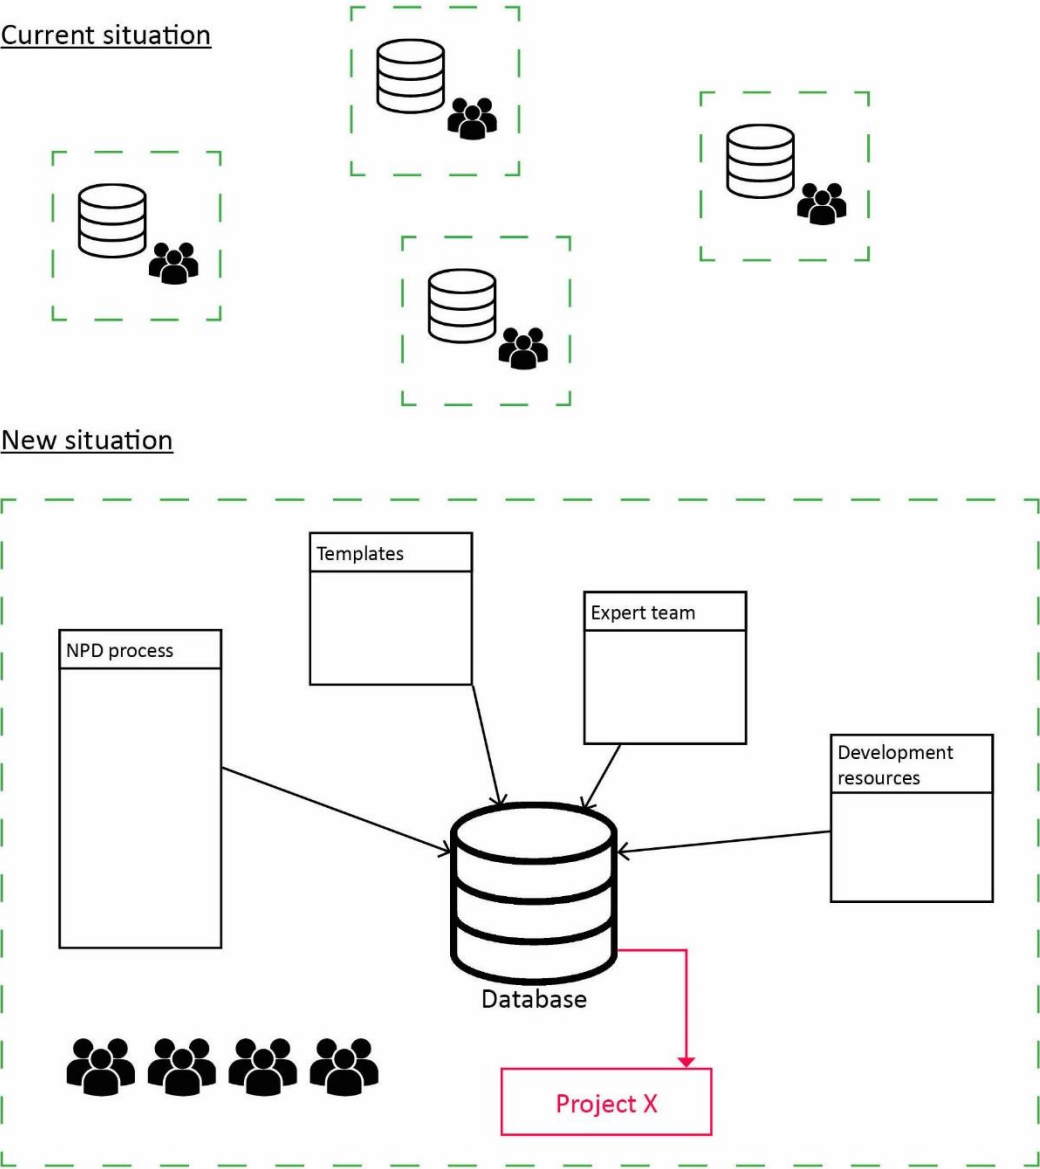 Current situation
New situation
Templates
Expert team
NPD process
Development
resources
Database
Project X